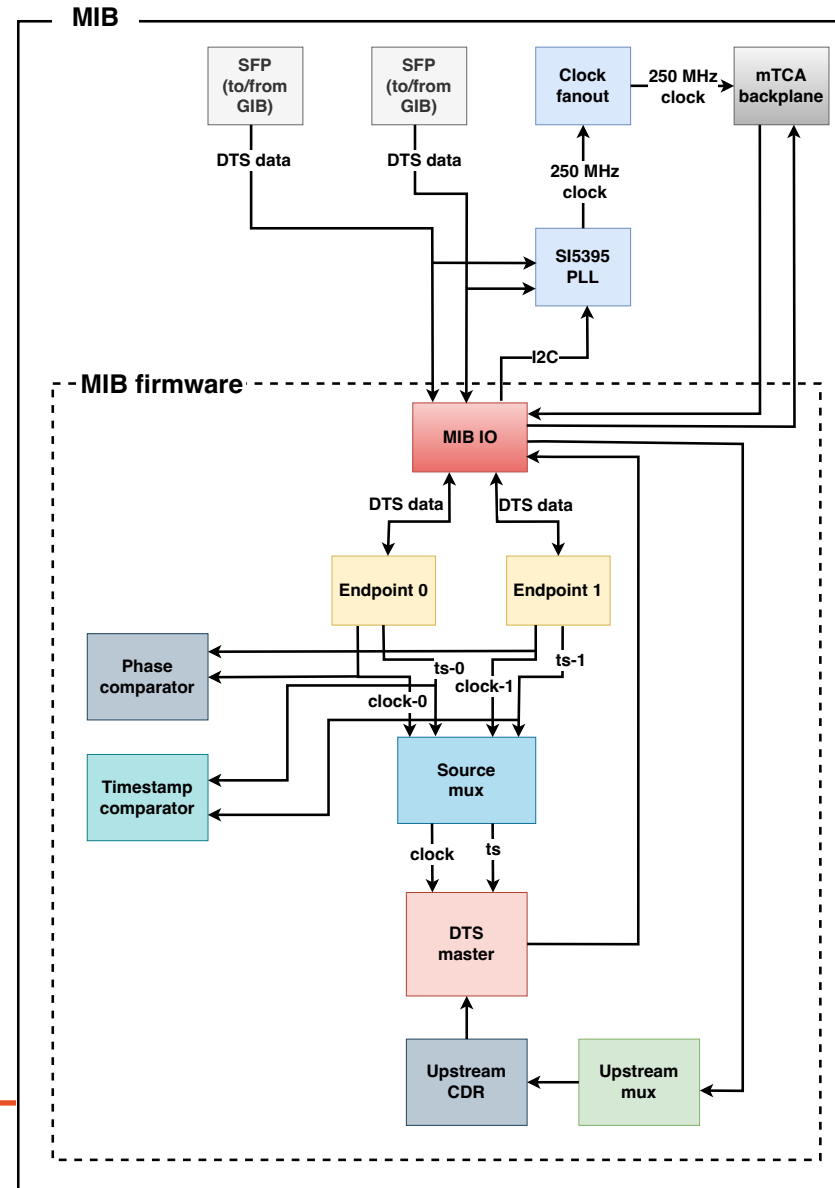 MIB
SFP
(to/from
GIB)
SFP
(to/from
GIB)
Clock
fanout
250 MHz
clock
mTCA
backplane
DTS data
DTS data
250 MHz
clock
SI5395
PLL
I2C
MIB firmware
MIB IO
DTS data
DTS data
Endpoint 0
Endpoint 1
Phase
comparator
ts-0
ts-1
clock-1
clock-0
Timestamp
comparator
Source
mux
clock
ts
DTS
master
Upstream
CDR
Upstream
mux